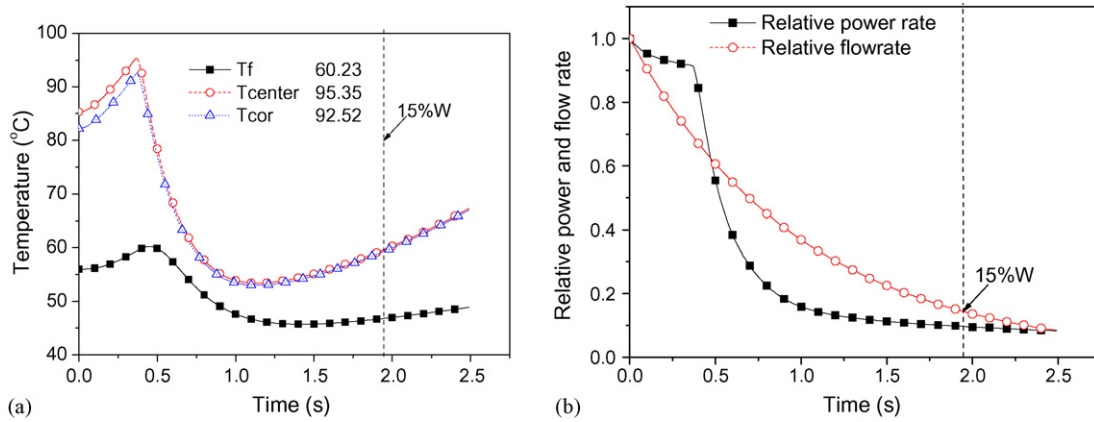 100
90
80
70
60
50
40
Temperature (°C)
Tf 60.23
Tcenter 95.35
Tcor 92.52
15%W
0.0 0.5 1.0 1.5 2.0 2.5
Time (s)
(a)
1.0
0.8
0.6
0.4
0.2
0.0
Relative power and flow rate
Relative power rate
Relative flowrate
15%W
0.0 0.5 1.0 1.5 2.0 2.5
Time (s)
(b)